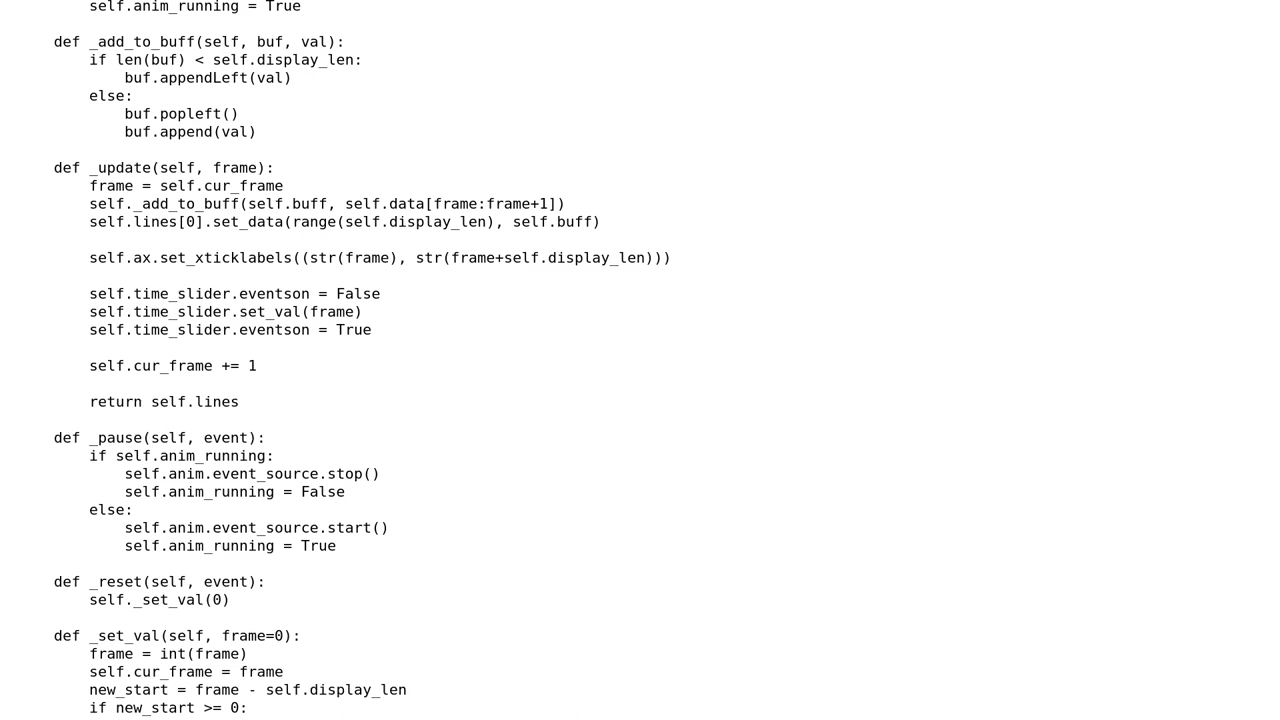 self.anim_running = True
def _add_to_buff(self, buf, val):
if len(buf) < self.display_len:
buf.appendLeft(val)
else:
buf.popleft()
buf.append(val)
def _update(self, frame):
frame = self.cur_frame
self._add_to_buff(self.buff, self.data[frame:frame+1])
self.lines[0].set_data(range(self.display_len), self.buff)
self.ax.set_xticklabels((str(frame), str(frame+self.display_len)))
self.time_slider.eventson = False
self.time_slider.set_val(frame)
self.time_slider.eventson = True
self.cur_frame += 1
return self.lines
def _pause(self, event):
if self.anim_running:
self.anim.event_source.stop()
self.anim_running = False
else:
self.anim.event_source.start()
self.anim_running = True
def _reset(self, event):
self._set_val(0)
def _set_val(self, frame=0):
frame = int(frame)
self.cur_frame = frame
new_start = frame - self.display_len
if new_start >= 0: